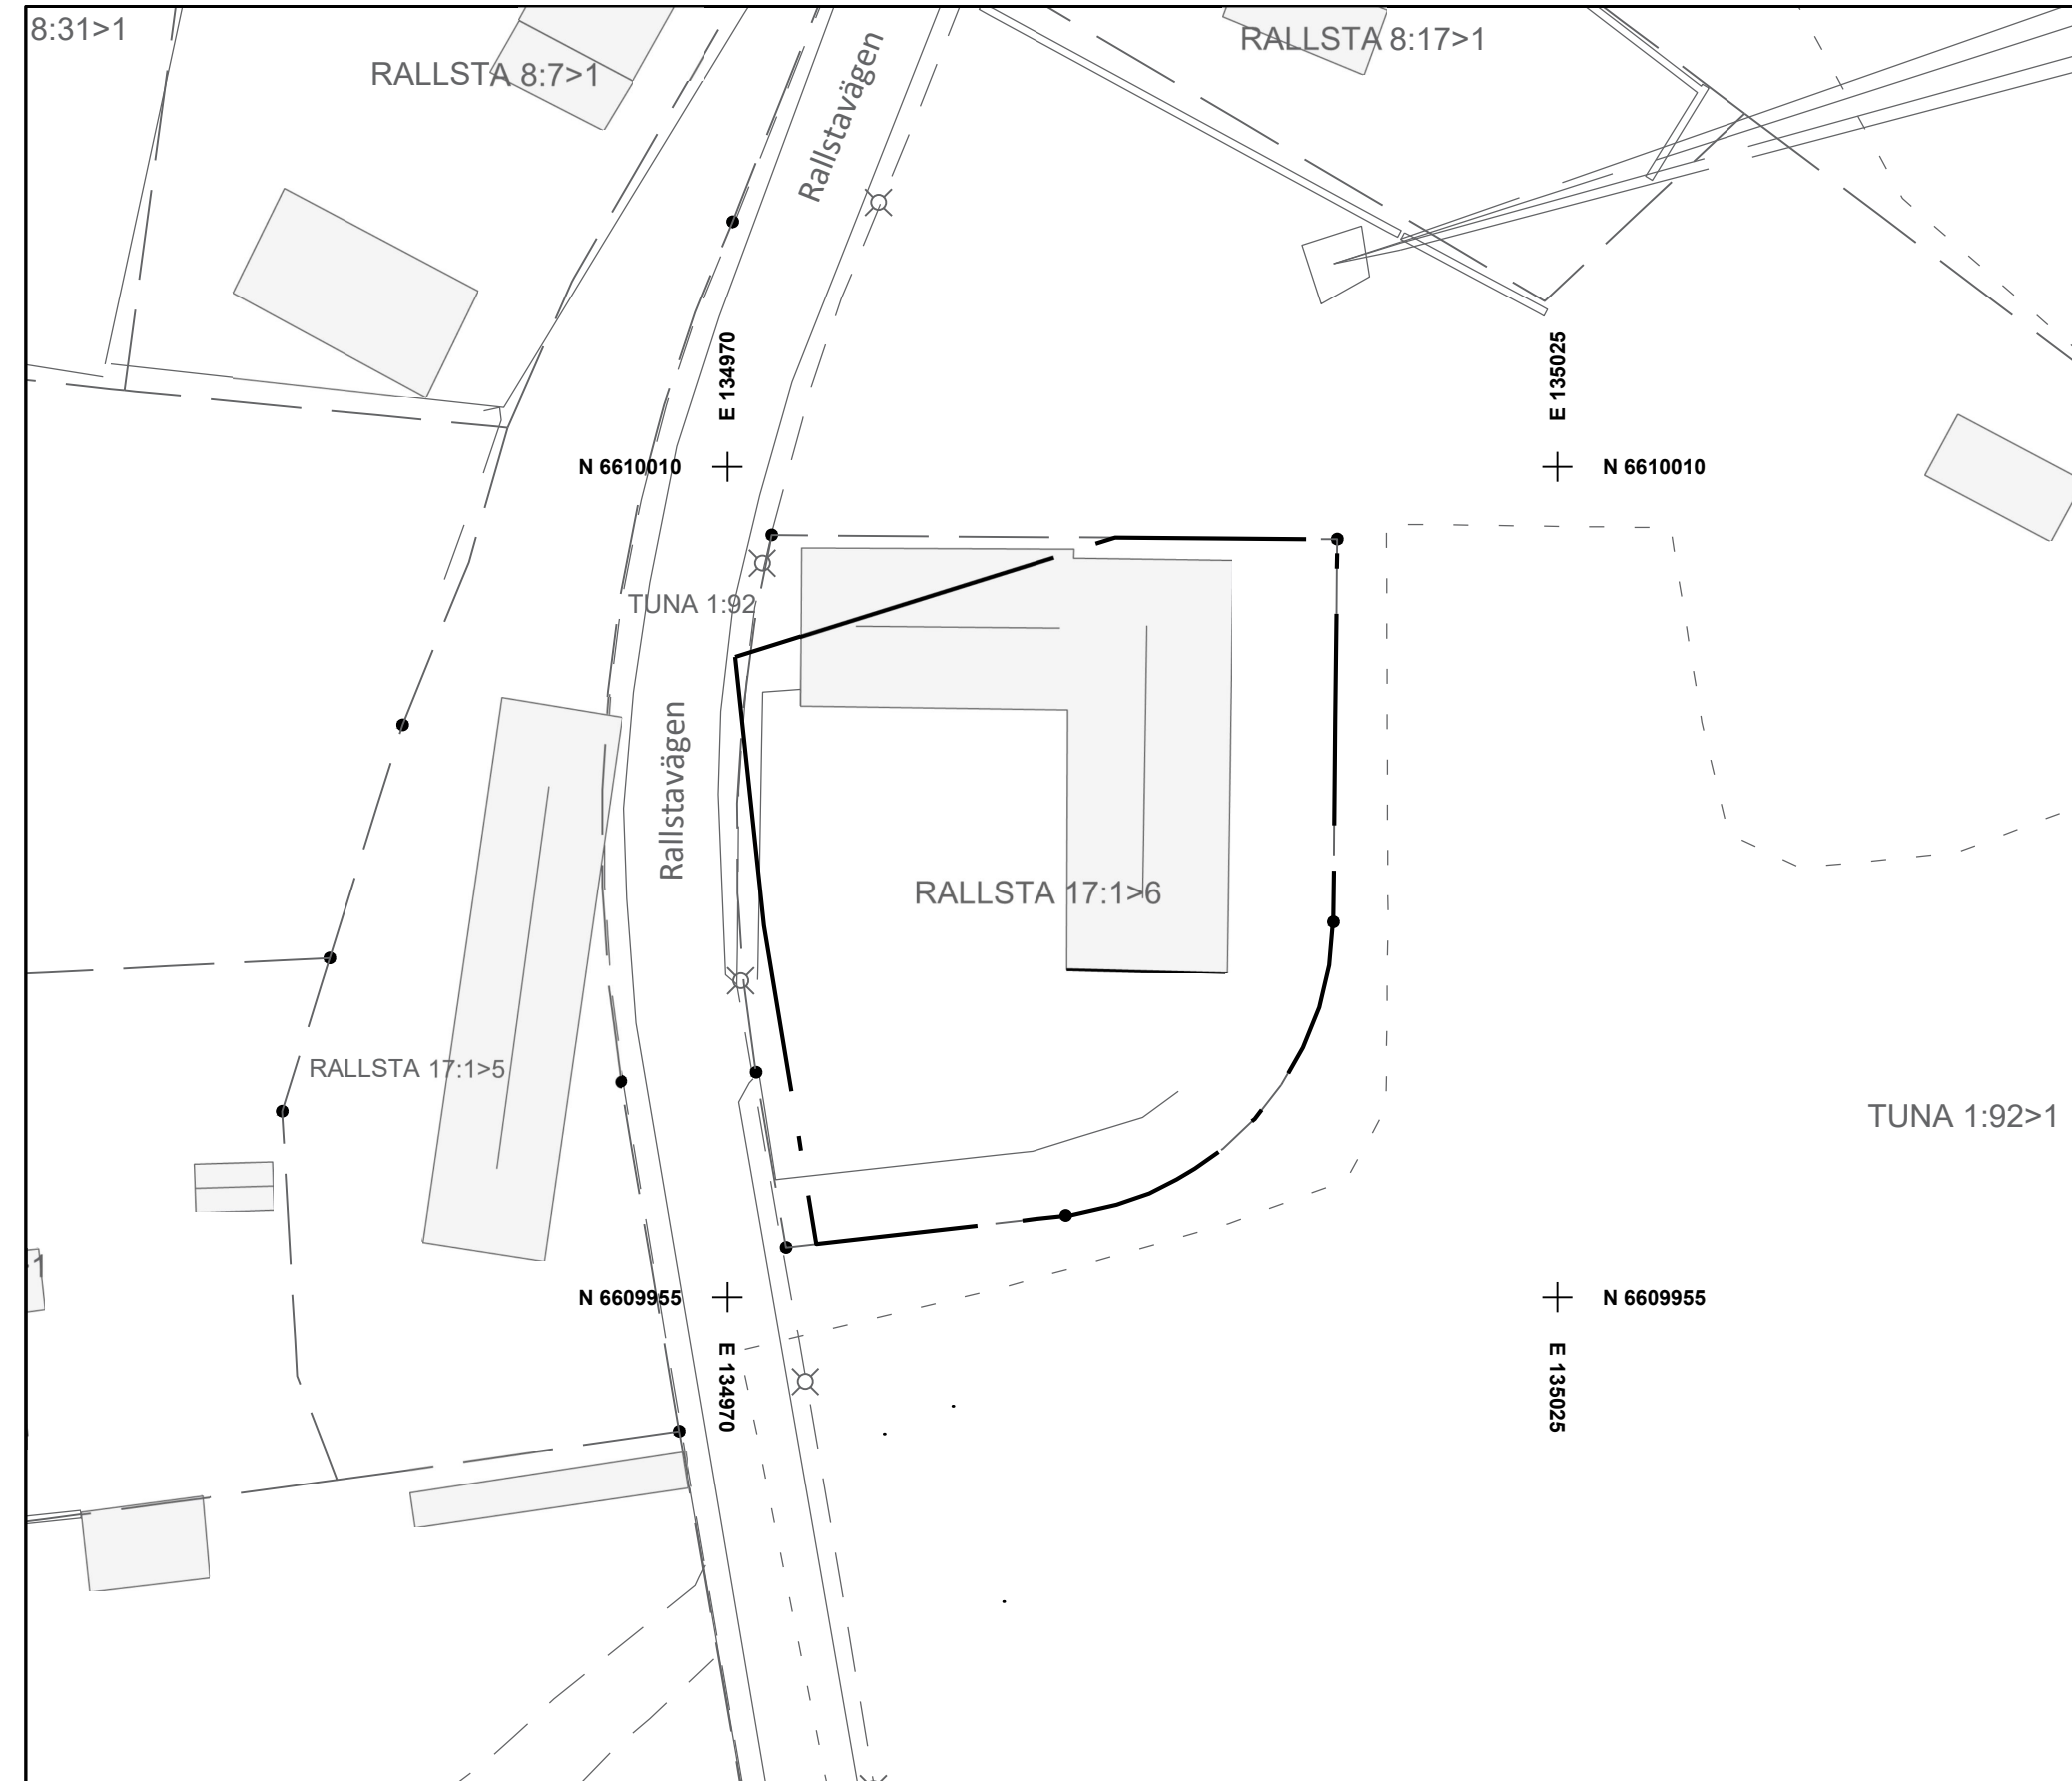 8:31>1
RALLSTA 8:7>1
Rallstavägen
RALLSTA 8:17>1
E 134970
E 135025
N 6610010
N 6610010
TUNA 1:92
Rallstavägen
RALLSTA 17:1>6
RALLSTA 17:1>5
TUNA 1:92>1
1
N 6609955
N 6609955
E 134970
E 135025